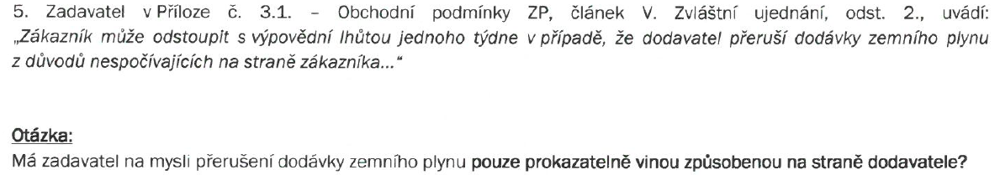 5. Zadavatel v Příloze č. 3.1. – Obchodní podmínky ZP, článek V. Zvláštní ujednání, odst. 2., uvádí:
„Zákazník může odstoupit s výpovědní lhůtou jednoho týdne v případě, že dodavatel přeruší dodávky zemního plynu
z důvodů nespočívajících na straně zákazníka..."
Otázka:
Má zadavatel na mysli přerušení dodávky zemního plynu pouze prokazatelně vinou způsobenou na straně dodavatele?